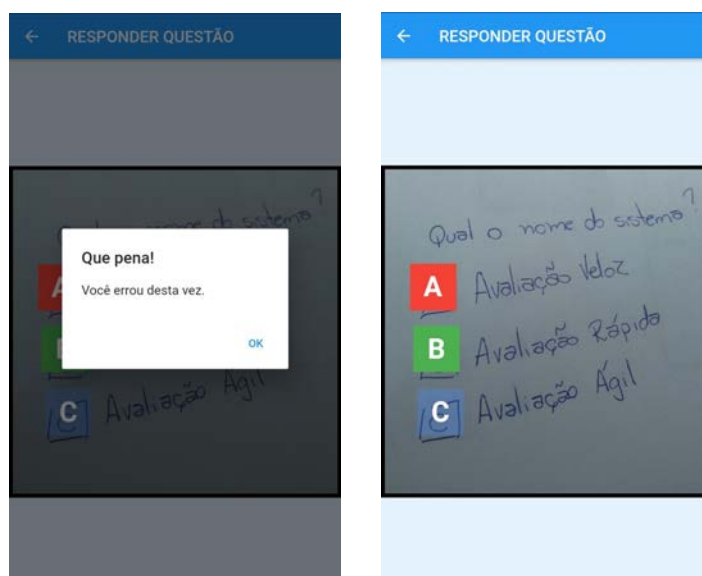 RESPONDER QUESTÃO
sistema?
A
Que pena!
Você errou desta vez.
OK
C Avaliação Ágil
RESPONDER QUESTÃO
Qual o nome do sistema?
A Avaliação Veloz
B Avaliação Rápida
C Avaliação Ágil